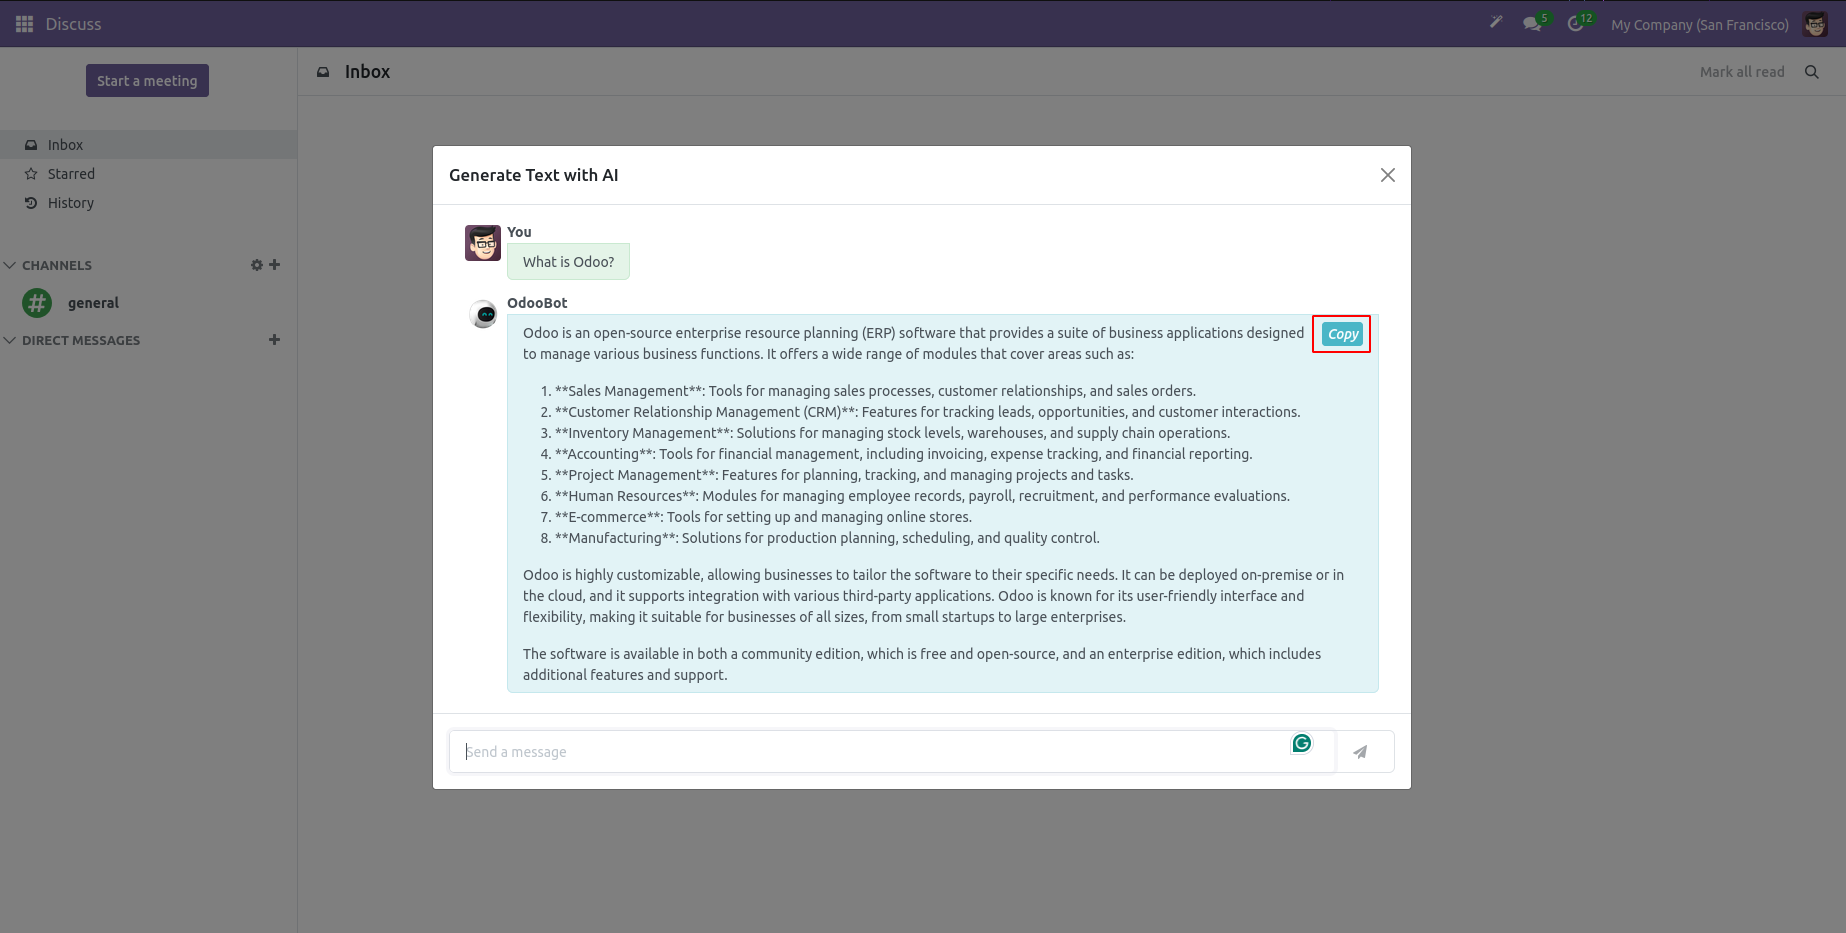 Discuss
5
12
My Company (San Francisco)
Start a meeting
Inbox
Mark all read
Inbox
Starred
History
CHANNELS
general
DIRECT MESSAGES
Generate Text with AI
You
What is Odoo?
OdooBot
Odoo is an open-source enterprise resource planning (ERP) software that provides a suite of business applications designed
Copy
to manage various business functions. It offers a wide range of modules that cover areas such as:
1. **Sales Management**: Tools for managing sales processes, customer relationships, and sales orders.
2. **Customer Relationship Management (CRM)**: Features for tracking leads, opportunities, and customer interactions.
3. **Inventory Management**: Solutions for managing stock levels, warehouses, and supply chain operations.
4. **Accounting**: Tools for financial management, including invoicing, expense tracking, and financial reporting.
5. **Project Management**: Features for planning, tracking, and managing projects and tasks.
6. **Human Resources**: Modules for managing employee records, payroll, recruitment, and performance evaluations.
7. **E-commerce**: Tools for setting up and managing online stores.
8. **Manufacturing**: Solutions for production planning, scheduling, and quality control.
Odoo is highly customizable, allowing businesses to tailor the software to their specific needs. It can be deployed on-premise or in
the cloud, and it supports integration with various third-party applications. Odoo is known for its user-friendly interface and
flexibility, making it suitable for businesses of all sizes, from small startups to large enterprises.
The software is available in both a community edition, which is free and open-source, and an enterprise edition, which includes
additional features and support.
Send a message